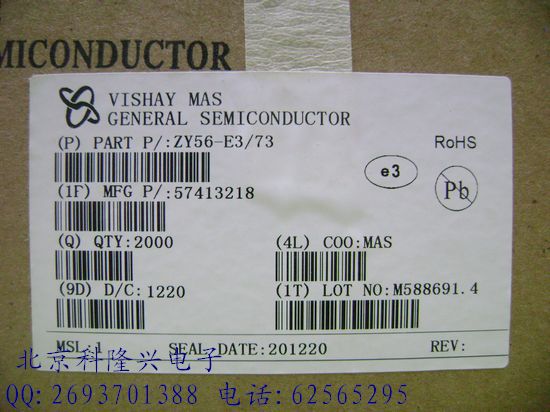 MICONDUCTOR
VISHAY MAS
GENERAL SEMICONDUCTOR
(P) PART P/:ZY56-E3/73
RoHS
e3
Pb
(1F) MFG P/:57413218
(Q) QTY:2000
(4L) COO:MAS
(9D) D/C:1220
(1T) LOT NO:M588691.4
MSL:1 SEAL DATE:201220 REV:
北京科隆兴电子
QQ:2693701388 电话:62565295